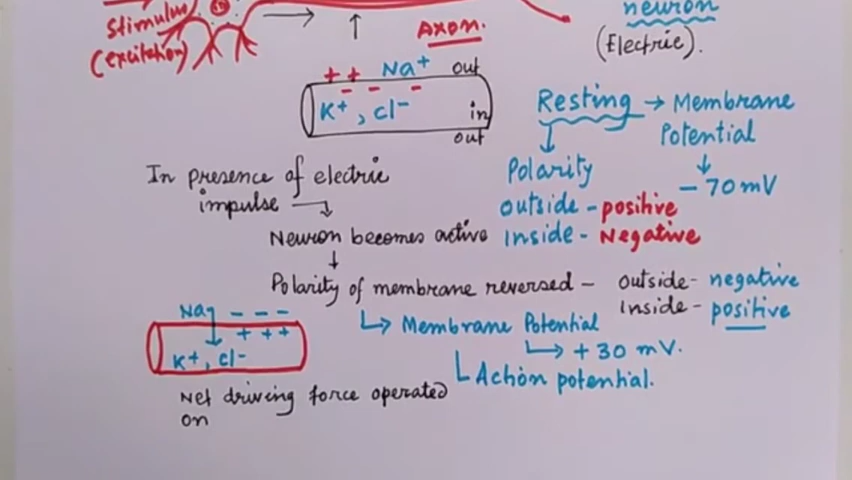 Stimulus)
(excitation)
Axon.
neuron
(Electric).
+ + Na+ out
- - -
K+, Cl- in
out
Resting → Membrane
Potential
- 70 mV
Polarity
outside - positive
inside - Negative
In presence of electric
impulse
Neuron becomes active
Polarity of membrane reversed - outside - negative
inside - positive
Na - - -
+ + +
K+, Cl-
Membrane Potential
+ 30 mV.
Action potential.
Net driving force operated
on